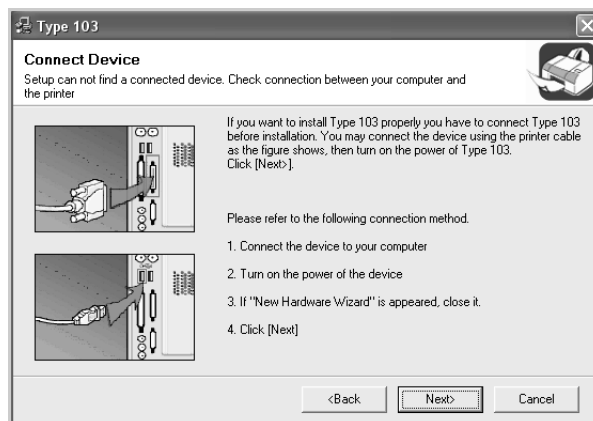 Type 103
Connect Device
Setup can not find a connected device. Check connection between your computer and
the printer
If you want to install Type 103 properly you have to connect Type 103
before installation. You may connect the device using the printer cable
as the figure shows, then turn on the power of Type 103.
Click [Next>].
Please refer to the following connection method.
1. Connect the device to your computer
2. Turn on the power of the device
3. If "New Hardware Wizard" is appeared, close it.
4. Click [Next]
<Back
Next>
Cancel